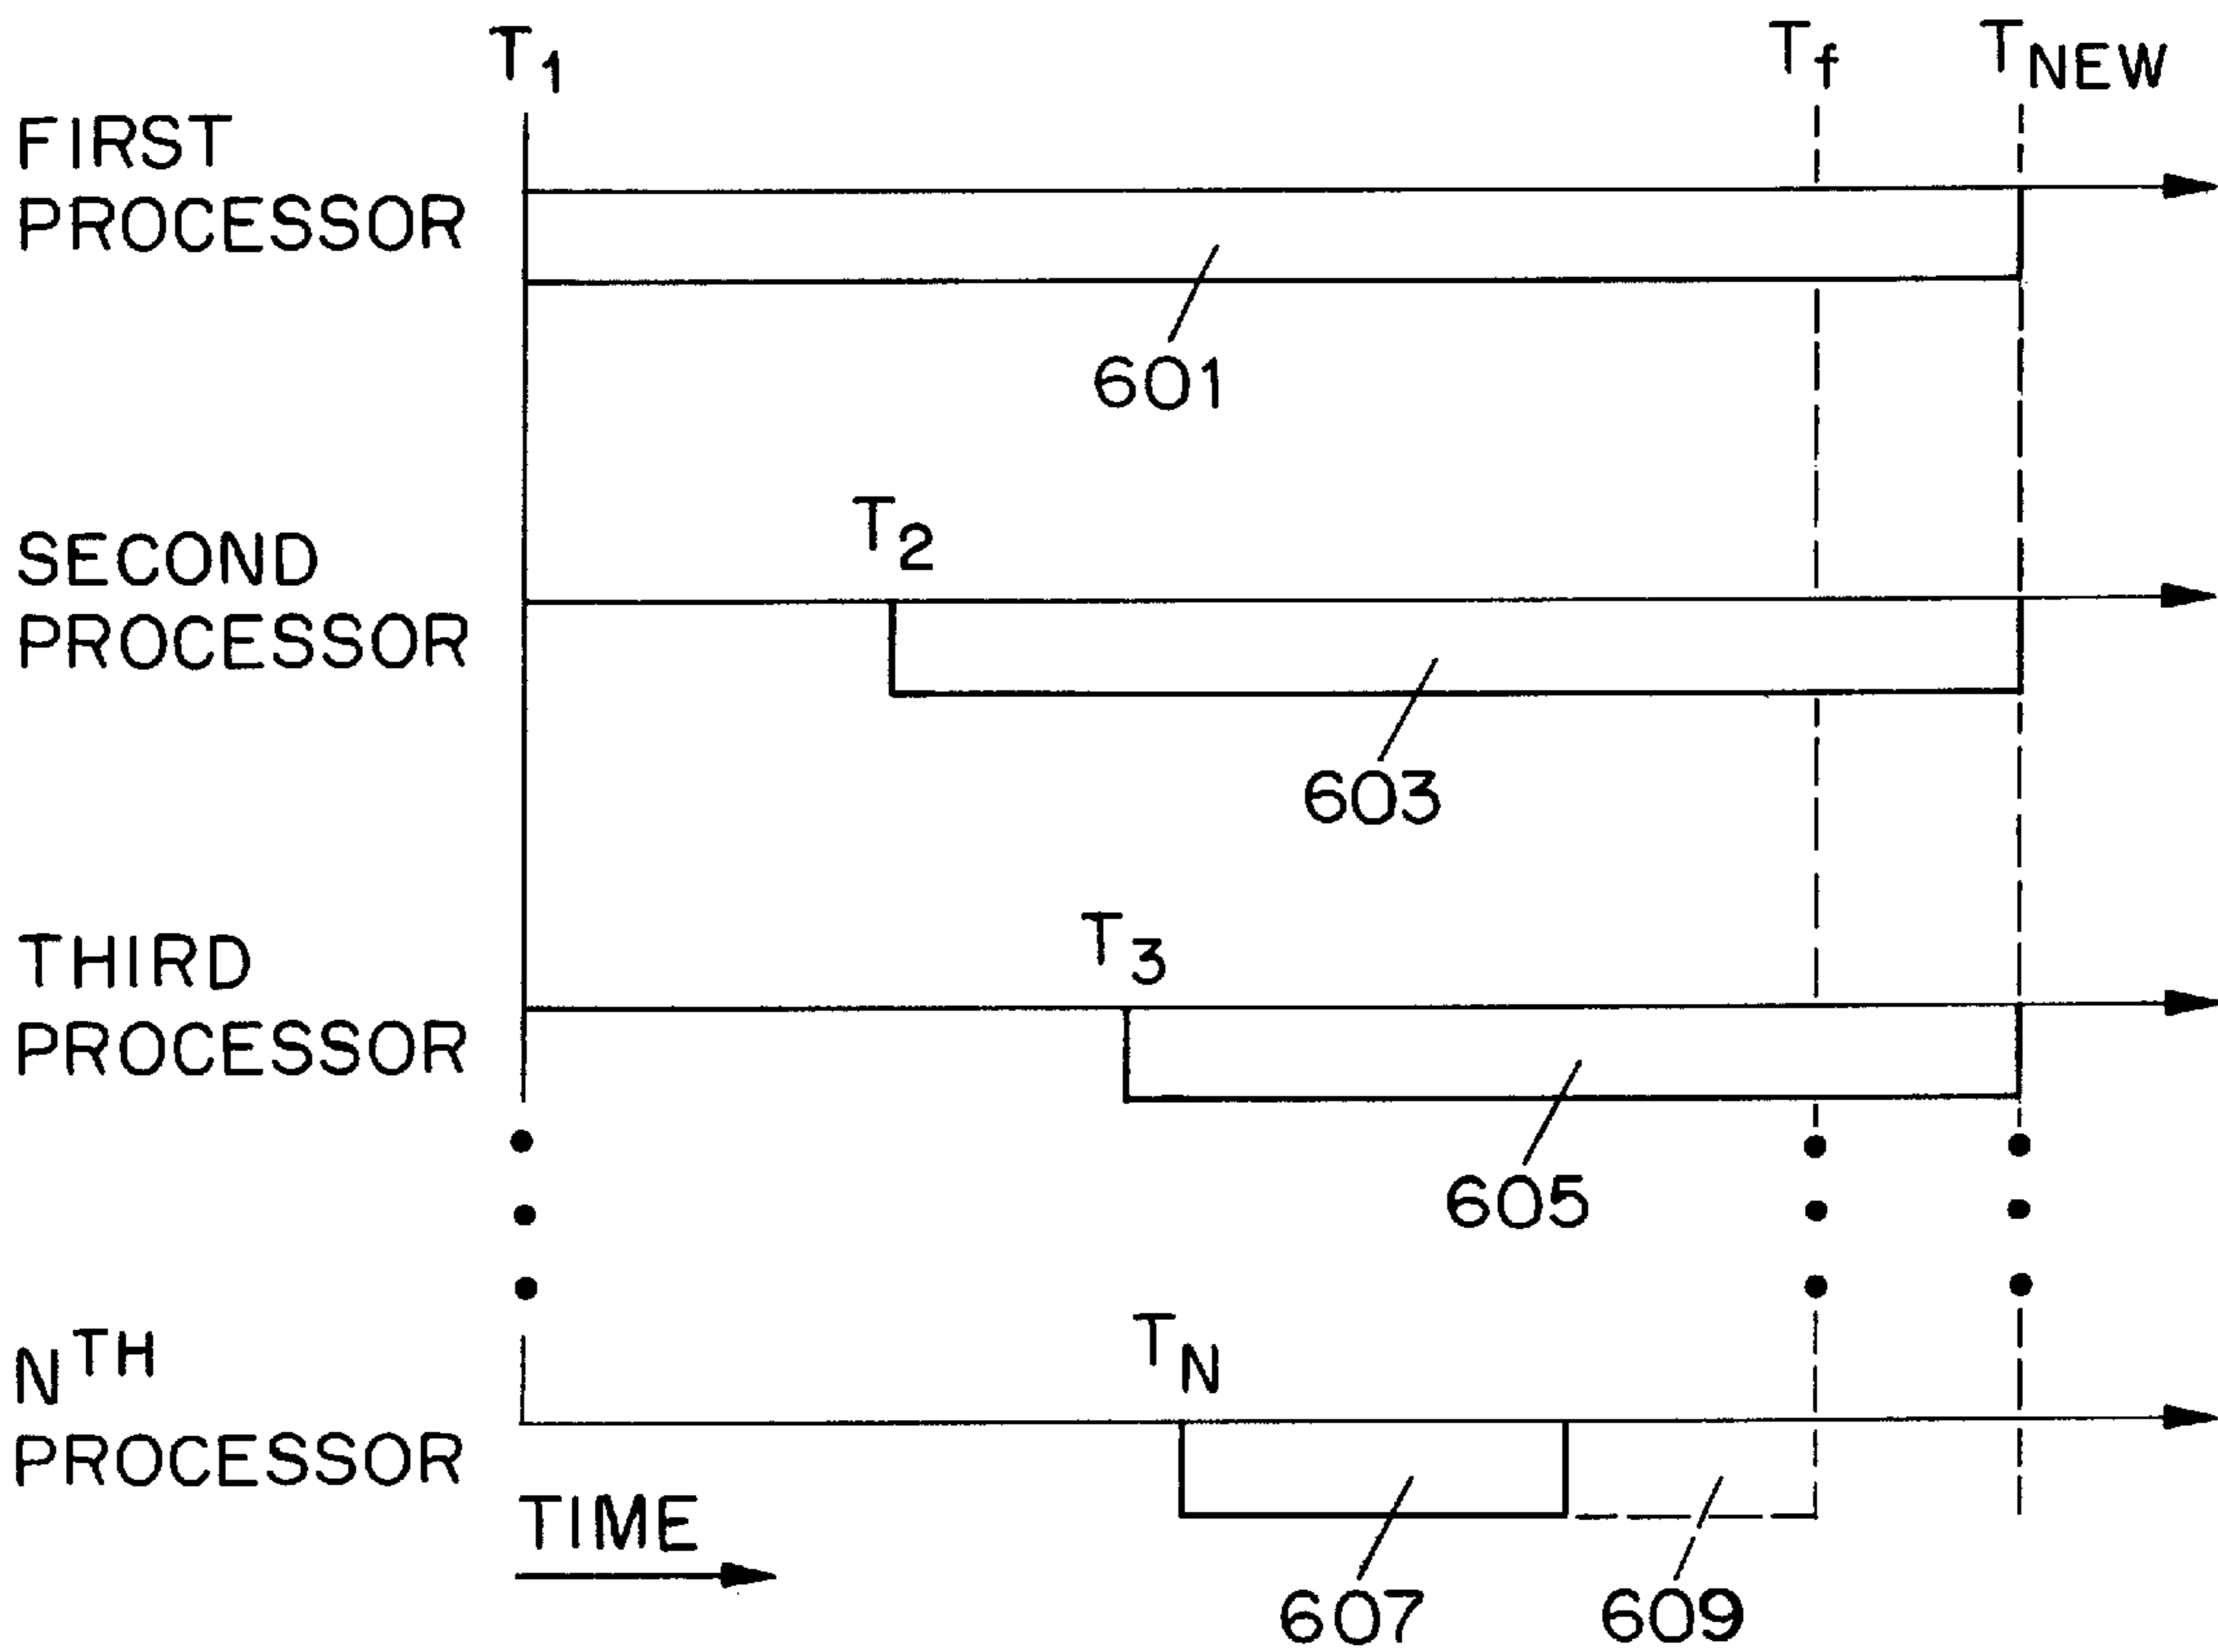 T1
Tf
TNEW
FIRST
PROCESSOR
601
T2
SECOND
PROCESSOR
603
T3
THIRD
PROCESSOR
605
TN
NTH
PROCESSOR
TIME
607
609